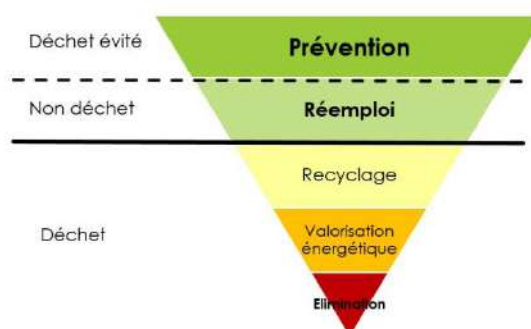 Déchet évité
Prévention
Non déchet
Réemploi
Recyclage
Déchet
Valorisation
énergétique
Elimination